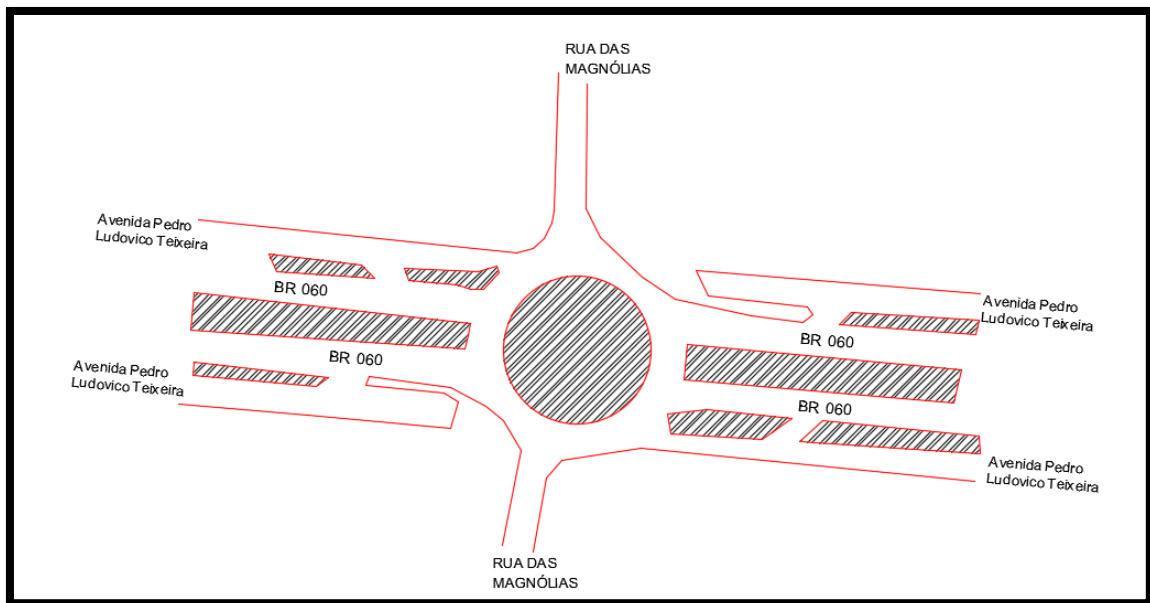 RUA DAS
MAGNÓLIAS
Avenida Pedro
Ludovico Teixeira
BR 060
Avenida Pedro
Ludovico Teixeira
BR 060
BR 060
Avenida Pedro
Ludovico Teixeira
BR 060
Avenida Pedro
Ludovico Teixeira
RUA DAS
MAGNÓLIAS